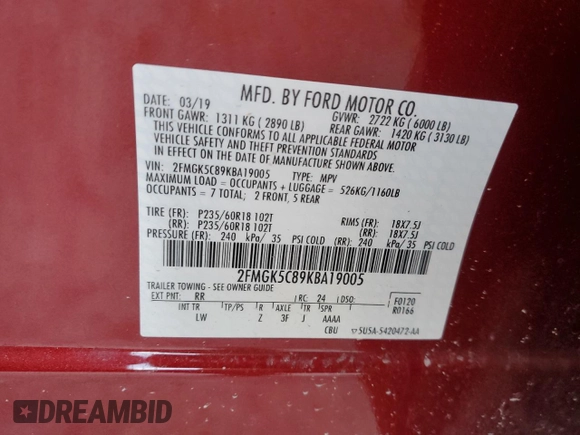 MFD. BY FORD MOTOR CO.
DATE: 03/19 GVWR: 2722 KG (6000 LB)
FRONT GAWR: 1311 KG (2890 LB) REAR GAWR: 1420 KG (3130 LB)
THIS VEHICLE CONFORMS TO ALL APPLICABLE FEDERAL MOTOR
VEHICLE SAFETY AND THEFT PREVENTION STANDARDS
IN EFFECT ON THE DATE OF MANUFACTURE SHOWN ABOVE.
VIN: 2FMGK5C89KBA19005 TYPE: MPV
MAXIMUM LOAD = OCCUPANTS + LUGGAGE = 526KG/1160LB
OCCUPANTS = 7 TOTAL; 2 FRONT, 5 REAR
TIRE (FR): P235/60R18 102T RIMS (FR): 18X7.5J
(RR): P235/60R18 102T (RR): 18X7.5J
PRESSURE (FR): 240 kPa/ 35 PSI COLD (RR): 240 kPa/ 35 PSI COLD
2FMGK5C89KBA19005
TRAILER TOWING - SEE OWNER GUIDE
EXT PNT: RR RC: 24 DSO: F0120
INT TR TP/PS R AXLE TR SPR R0166
LW Z 3F J AAAA
CBU 5U5A-5420472-AA
DREAMBID